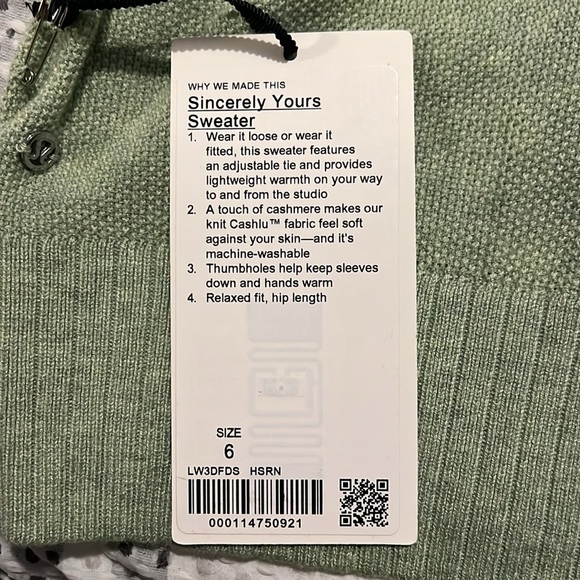 WHY WE MADE THIS
Sincerely Yours
Sweater
1. Wear it loose or wear it
fitted, this sweater features
an adjustable tie and provides
lightweight warmth on your way
to and from the studio
2. A touch of cashmere makes our
knit Cashlu™ fabric feel soft
against your skin—and it's
machine-washable
3. Thumbholes help keep sleeves
down and hands warm
4. Relaxed fit, hip length
SIZE
6
LW3DFDS HSRN
000114750921